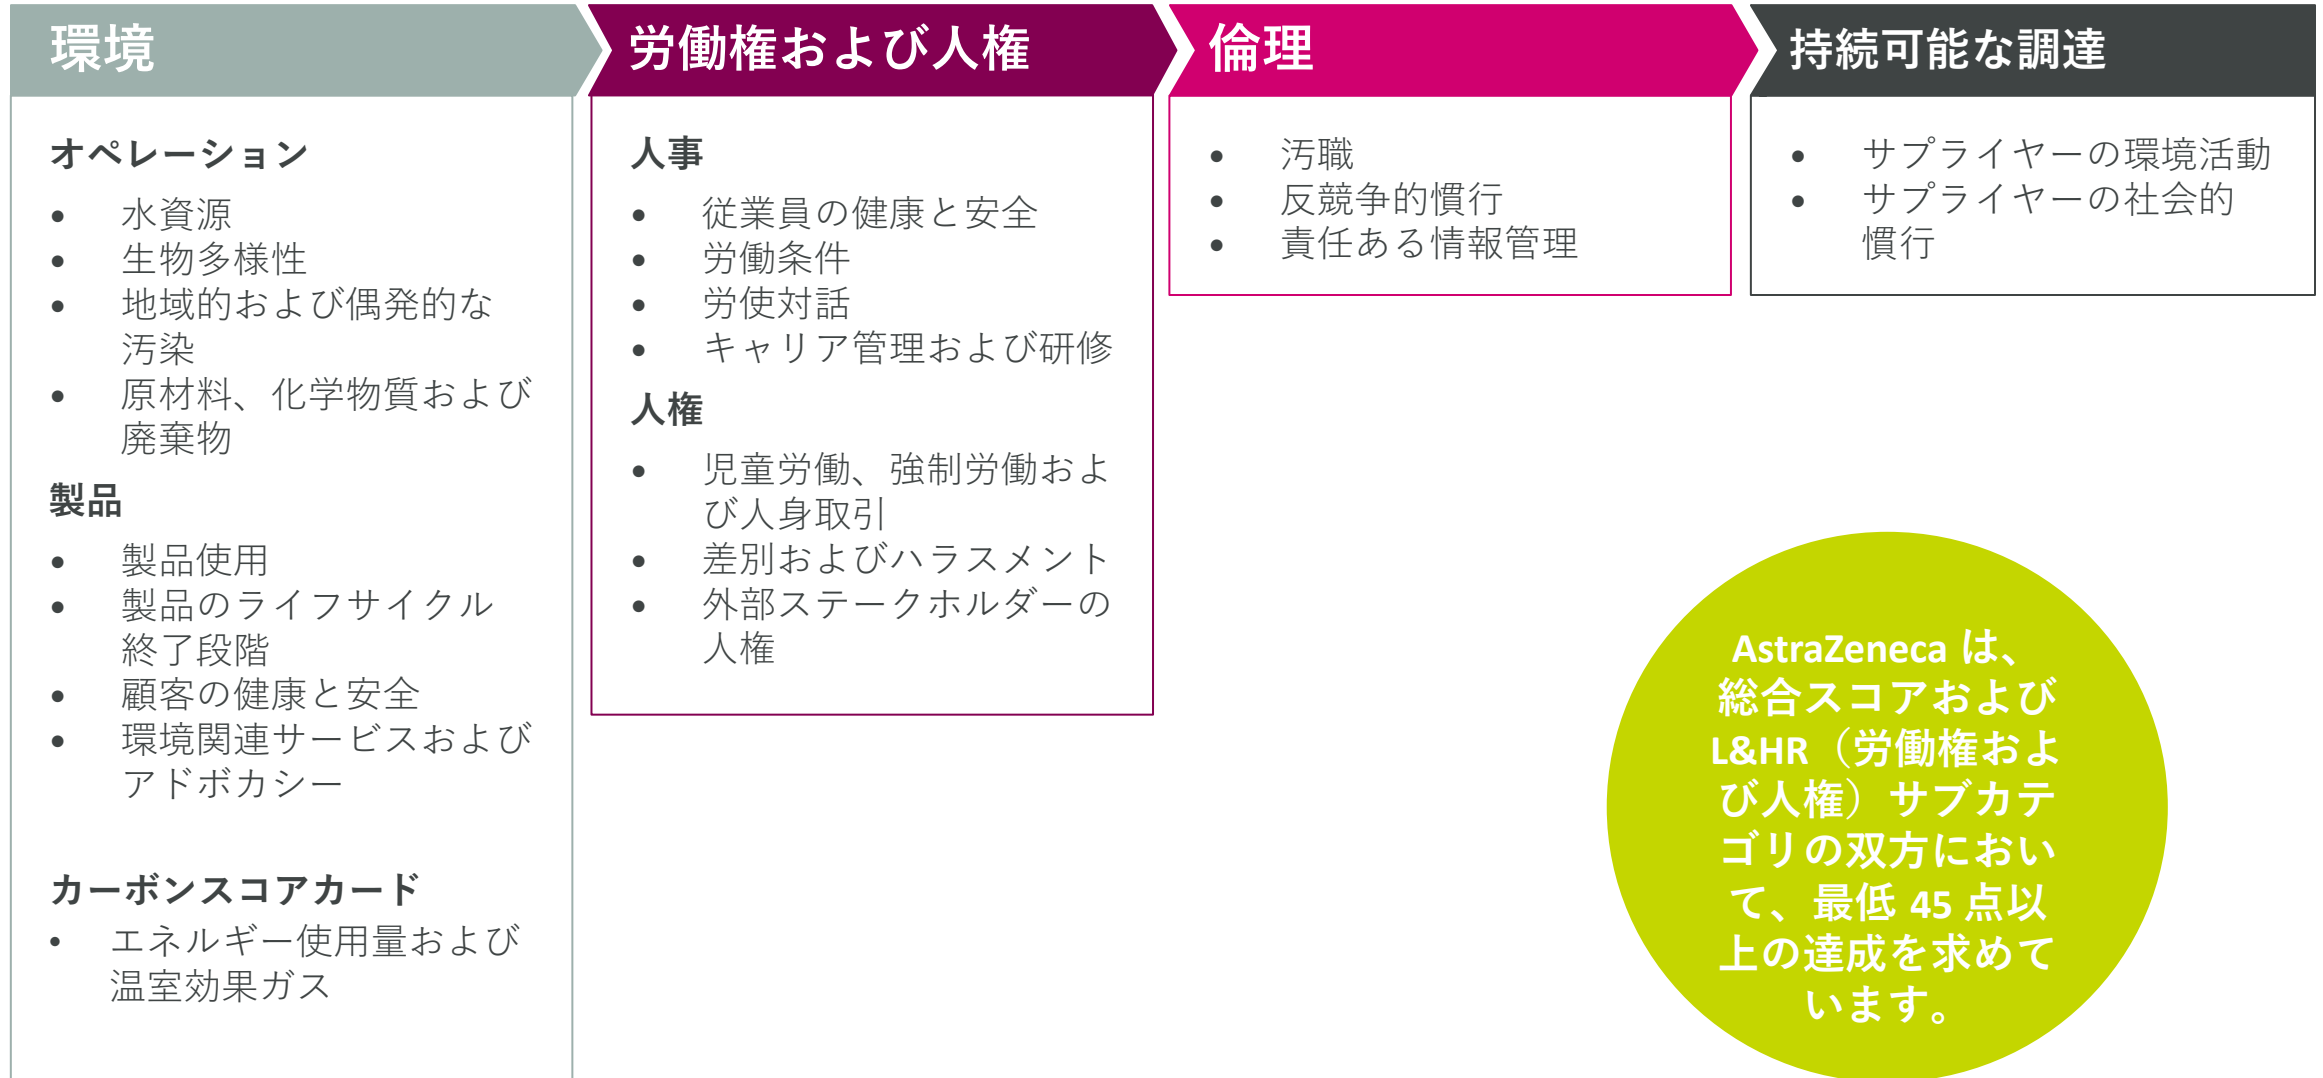 環境
オペレーション
• 水資源
• 生物多様性
• 地域的および偶発的な
汚染
• 原材料、化学物質および
廃棄物
製品
• 製品使用
• 製品のライフサイクル
終了段階
• 顧客の健康と安全
• 環境関連サービスおよび
アドボカシー
カーボンスコアカード
• エネルギー使用量および
温室効果ガス
労働権および人権
人事
• 従業員の健康と安全
• 労働条件
• 労使対話
• キャリア管理および研修
人権
• 児童労働、強制労働およ
び人身取引
• 差別およびハラスメント
• 外部ステークホルダーの
人権
倫理
• 汚職
• 反競争的慣行
• 責任ある情報管理
持続可能な調達
• サプライヤーの環境活動
• サプライヤーの社会的
慣行
AstraZeneca は、
総合スコアおよび
L&HR（労働権およ
び人権）サブカテ
ゴリの双方におい
て、最低 45 点以
上の達成を求めて
います。